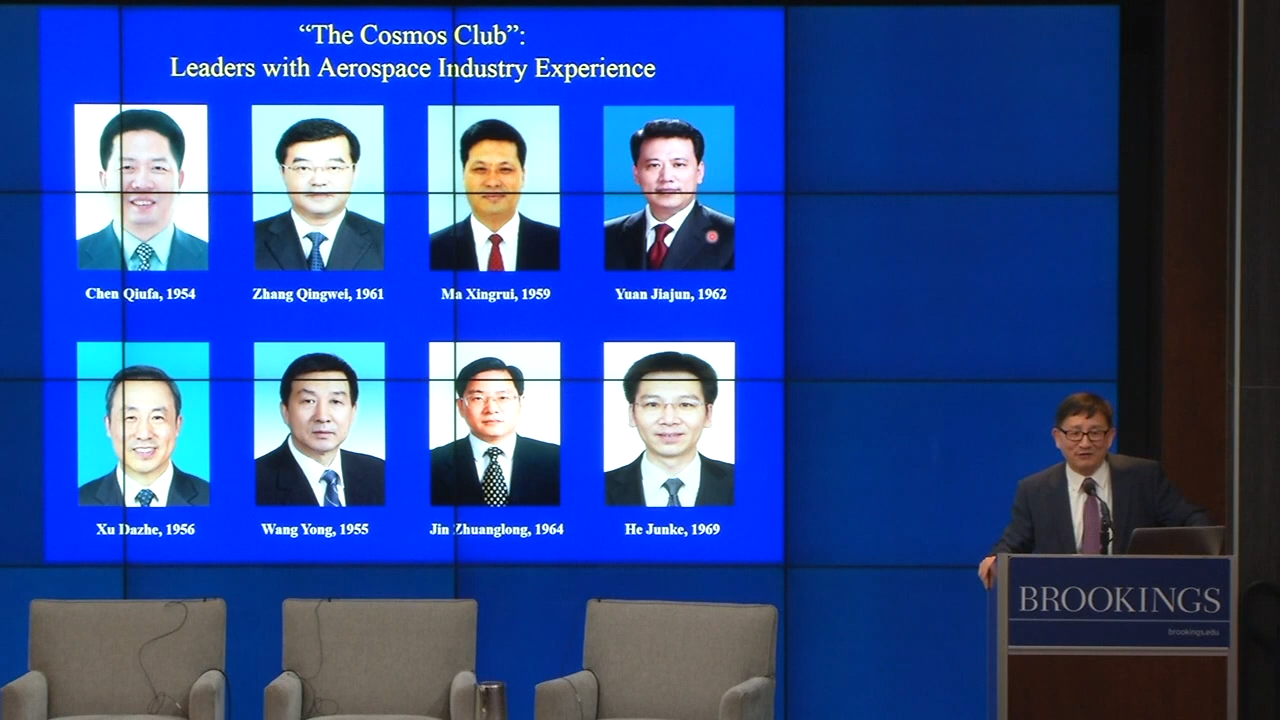 “The Cosmos Club”:
Leaders with Aerospace Industry Experience
Chen Qiufa, 1954
Zhang Qingwei, 1961
Ma Xingrui, 1959
Yuan Jiajun, 1962
Xu Dazhe, 1956
Wang Yong, 1955
Jin Zhuanglong, 1964
He Junke, 1969
BROOKINGS
brookings.edu